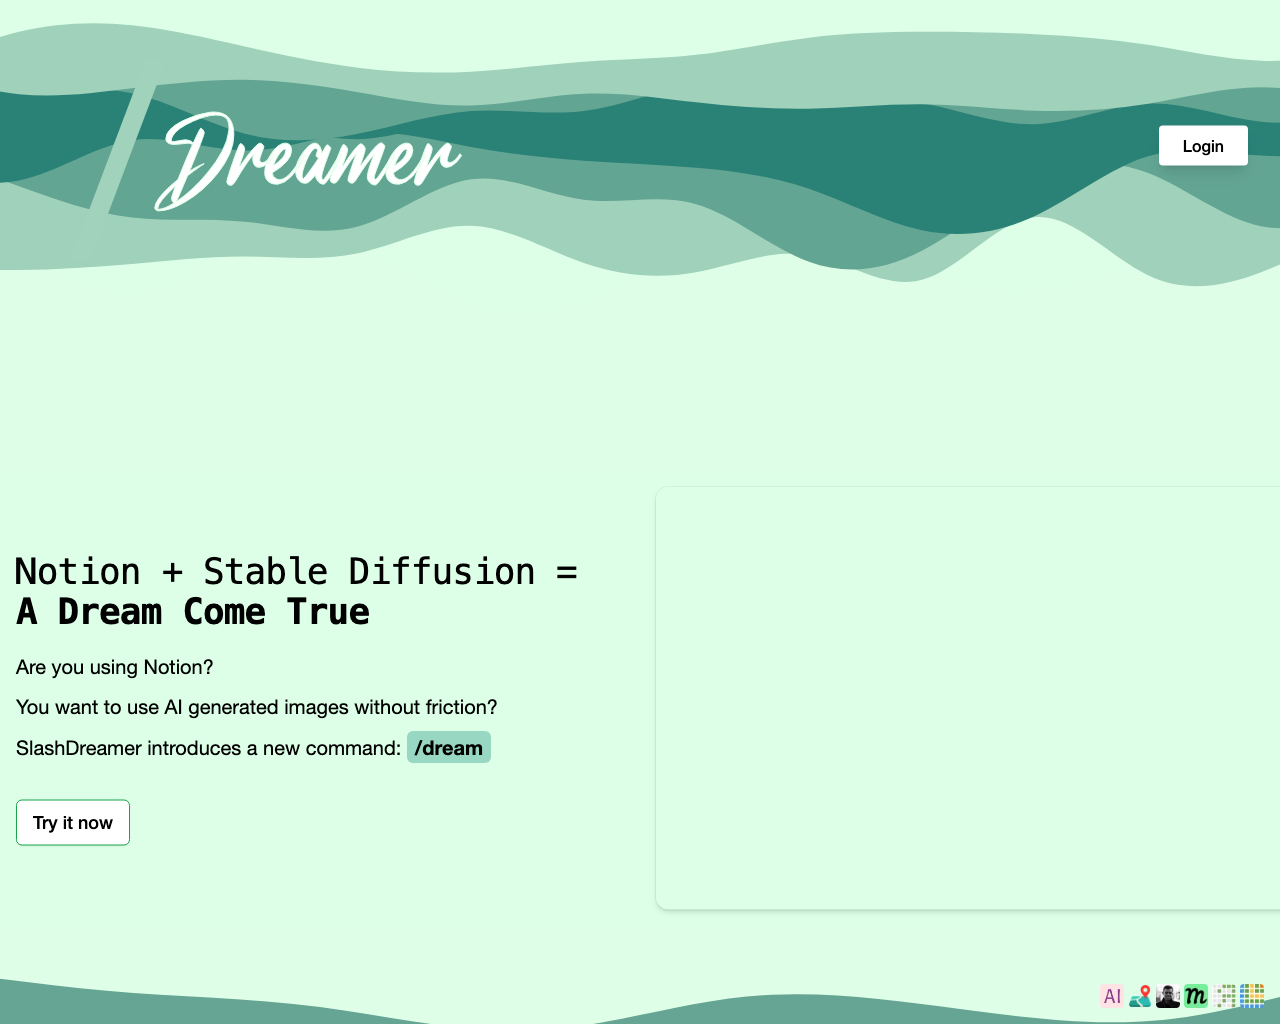 /Dreamer
Login
Notion + Stable Diffusion =
A Dream Come True
Are you using Notion?
You want to use AI generated images without friction?
SlashDreamer introduces a new command: /dream
Try it now
AI
m